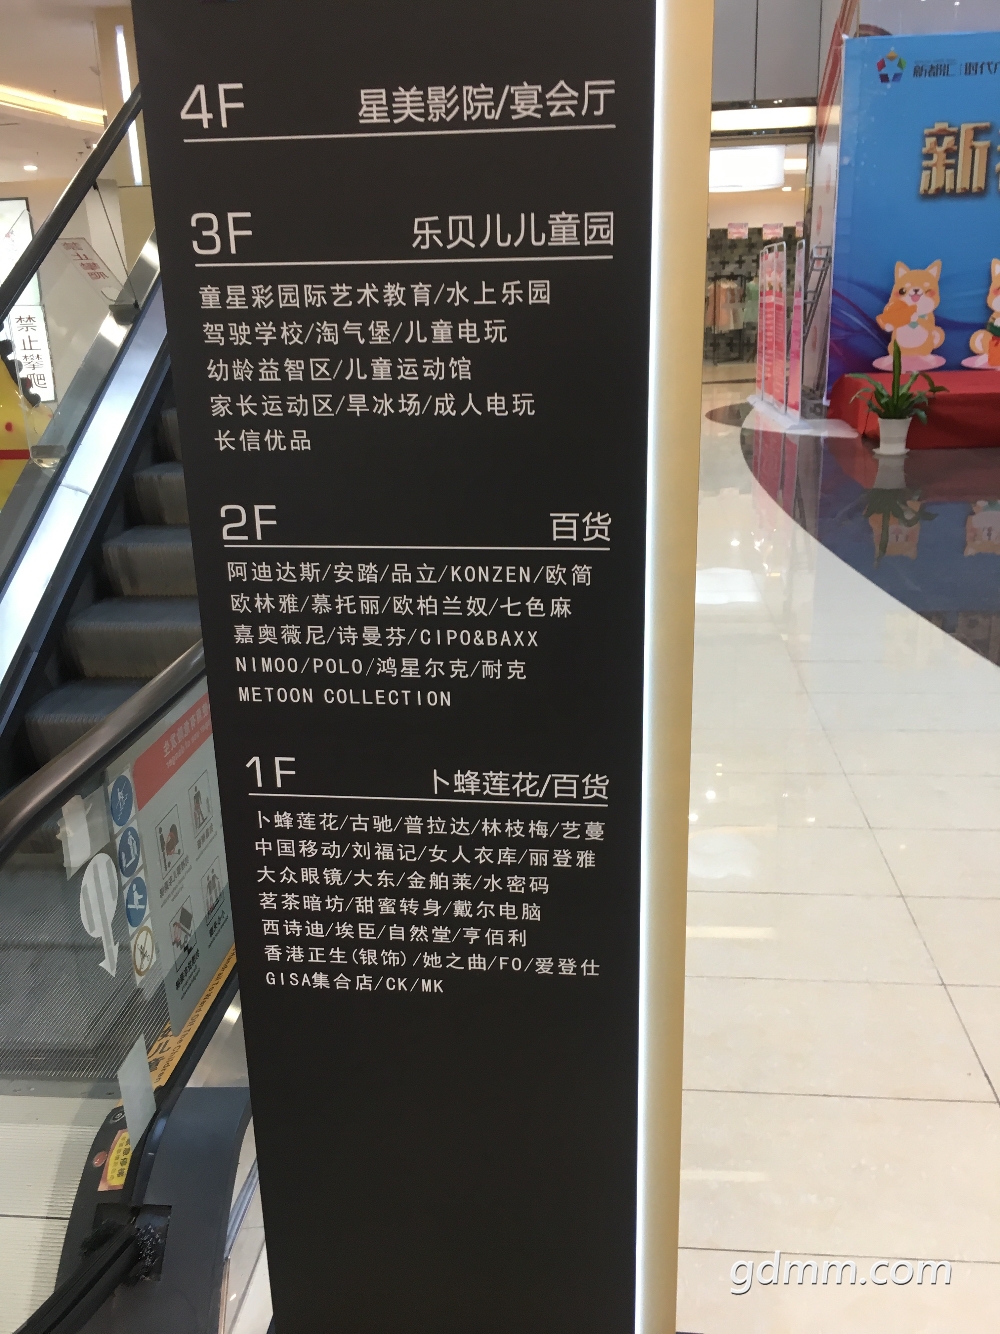 4F 星美影院/宴会厅
3F 乐贝儿儿童园
童星彩园际艺术教育/水上乐园
驾驶学校/淘气堡/儿童电玩
幼龄益智区/儿童运动馆
家长运动区/旱冰场/成人电玩
长信优品
2F 百货
阿迪达斯/安踏/品立/KONZEN/欧简
欧林雅/慕托丽/欧柏兰奴/七色麻
嘉奥薇尼/诗曼芬/CIPO&BAXX
NIMOO/POLO/鸿星尔克/耐克
METOON COLLECTION
1F 卜蜂莲花/百货
卜蜂莲花/古驰/普拉达/林枝梅/艺蔓
中国移动/刘福记/女人衣库/丽登雅
大众眼镜/大东/金舶莱/水密码
茗茶暗坊/甜蜜转身/戴尔电脑
西诗迪/埃臣/自然堂/亨佰利
香港正生(银饰)/她之曲/FO/爱登仕
GISA集合店/CK/MK
禁止攀爬
新都汇 时代
新
gdmm.com